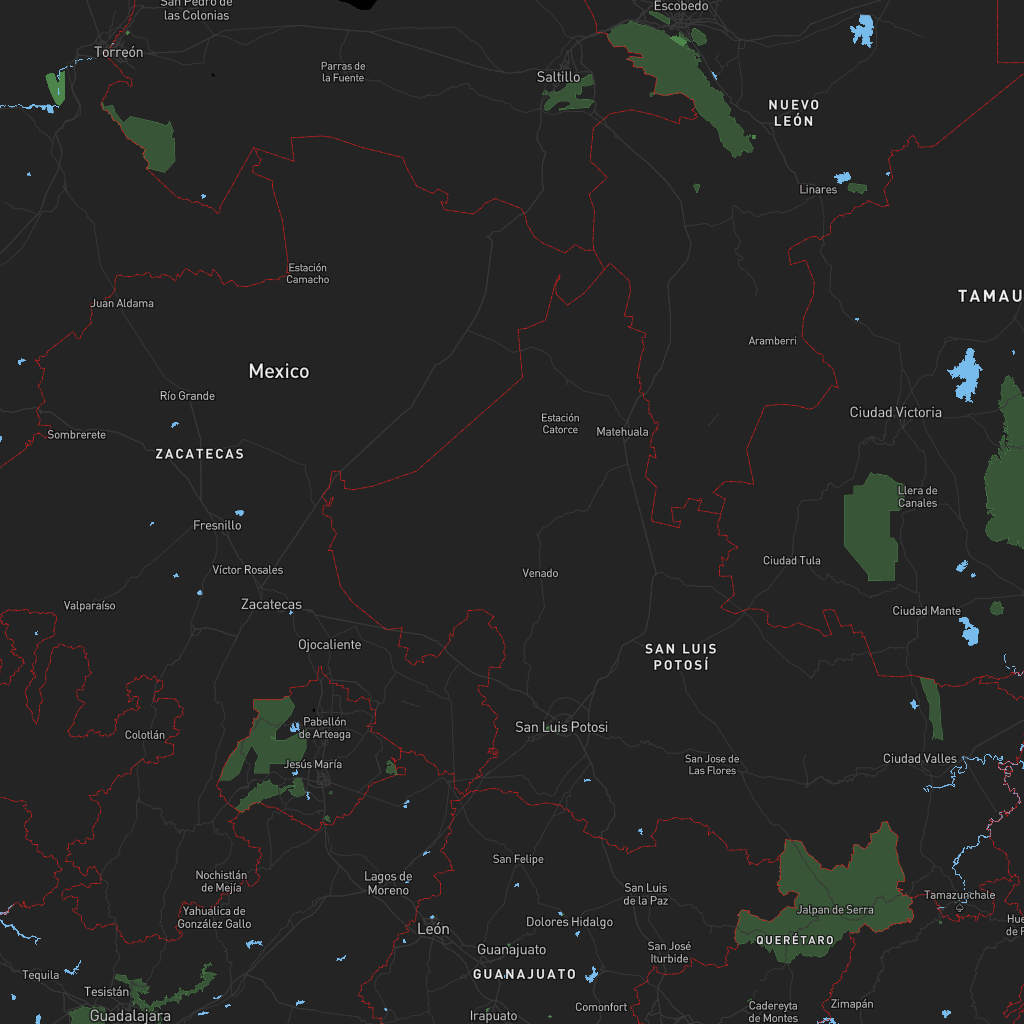 San Pedro de
las Colonias
Escobedo
Torreón
Parras de
la Fuente
Saltillo
NUEVO
LEÓN
Linares
Estación
Camacho
Juan Aldama
TAMAU
Aramberri
Mexico
Río Grande
Estación
Catorce
Ciudad Victoria
Sombrerete
Matehuala
ZACATECAS
Llera de
Canales
Fresnillo
Ciudad Tula
Víctor Rosales
Venado
Valparaíso
Zacatecas
Ciudad Mante
Ojocaliente
SAN LUIS
POTOSÍ
Pabellón
de Arteaga
San Luis Potosi
Colotlán
Jesús María
San Jose de
Las Flores
Ciudad Valles
San Felipe
Nochistlán
de Mejía
Lagos de
Moreno
San Luis
de la Paz
Tamazunchale
Jalpan de Serra
Yahualica de
González Gallo
Dolores Hidalgo
Hue
de F
León
QUERÉTARO
Guanajuato
San José
Iturbide
Tequila
GUANAJUATO
Tesistán
Comonfort
Cadereyta
de Montes
Zimapán
Guadalajara
Irapuato